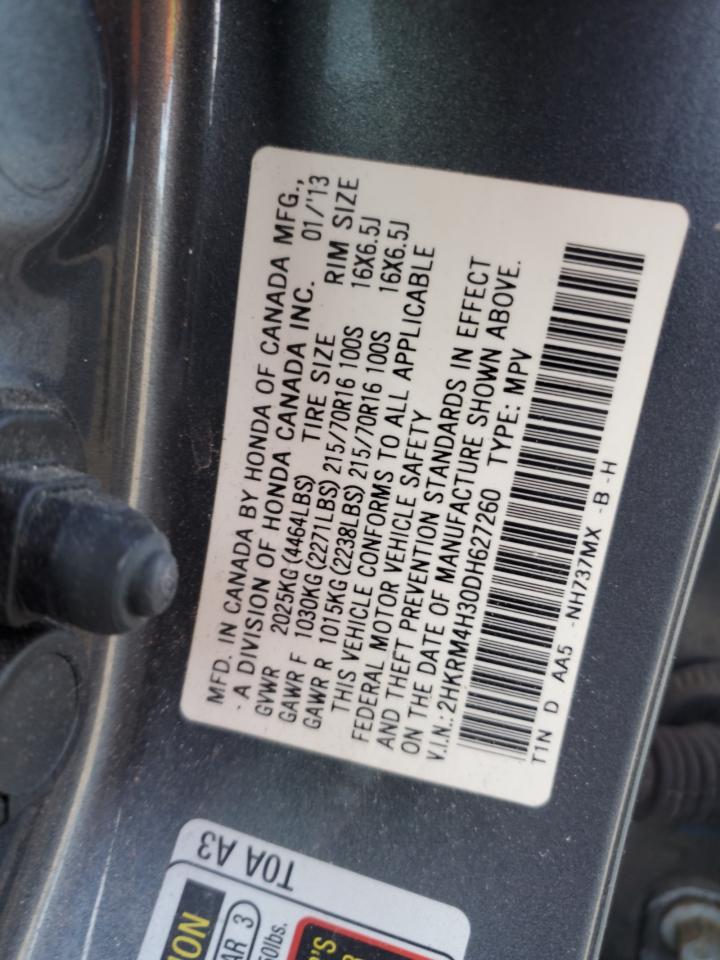 MFD. IN CANADA BY HONDA OF CANADA MFG.,
- A DIVISION OF HONDA CANADA INC. 01/'13
GVWR 2025KG (4464LBS) TIRE SIZE RIM SIZE
GAWR F 1030KG (2271LBS) 215/70R16 100S 16X6.5J
GAWR R 1015KG (2238LBS) 215/70R16 100S 16X6.5J
THIS VEHICLE CONFORMS TO ALL APPLICABLE
FEDERAL MOTOR VEHICLE SAFETY
AND THEFT PREVENTION STANDARDS IN EFFECT
ON THE DATE OF MANUFACTURE SHOWN ABOVE.
V.I.N.: 2HKRM4H30DH627260 TYPE: MPV
T1N D AA5 -NH737MX -B-H
T0A A3